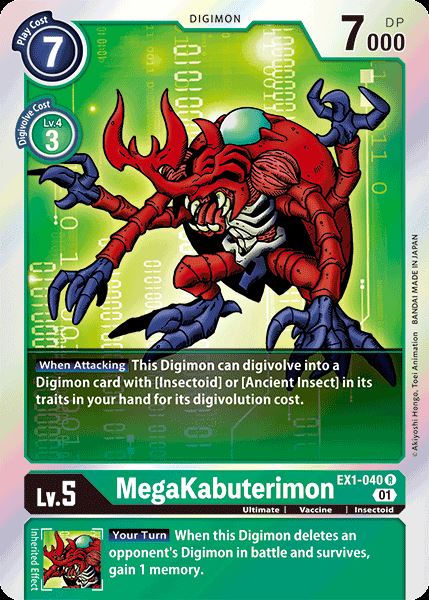 Play Cost
7
DIGIMON
DP
7000
Digivolve Cost
Lv.4
3
When Attacking This Digimon can digivolve into a
Digimon card with [Insectoid] or [Ancient Insect] in its
traits in your hand for its digivolution cost.
©Akiyoshi Hongo, Toei Animation BANDAI MADE IN JAPAN
Lv.5
MegaKabuterimon
EX1-040 R
01
Ultimate | Vaccine | Insectoid
Inherited Effect
Your Turn When this Digimon deletes an
opponent's Digimon in battle and survives,
gain 1 memory.